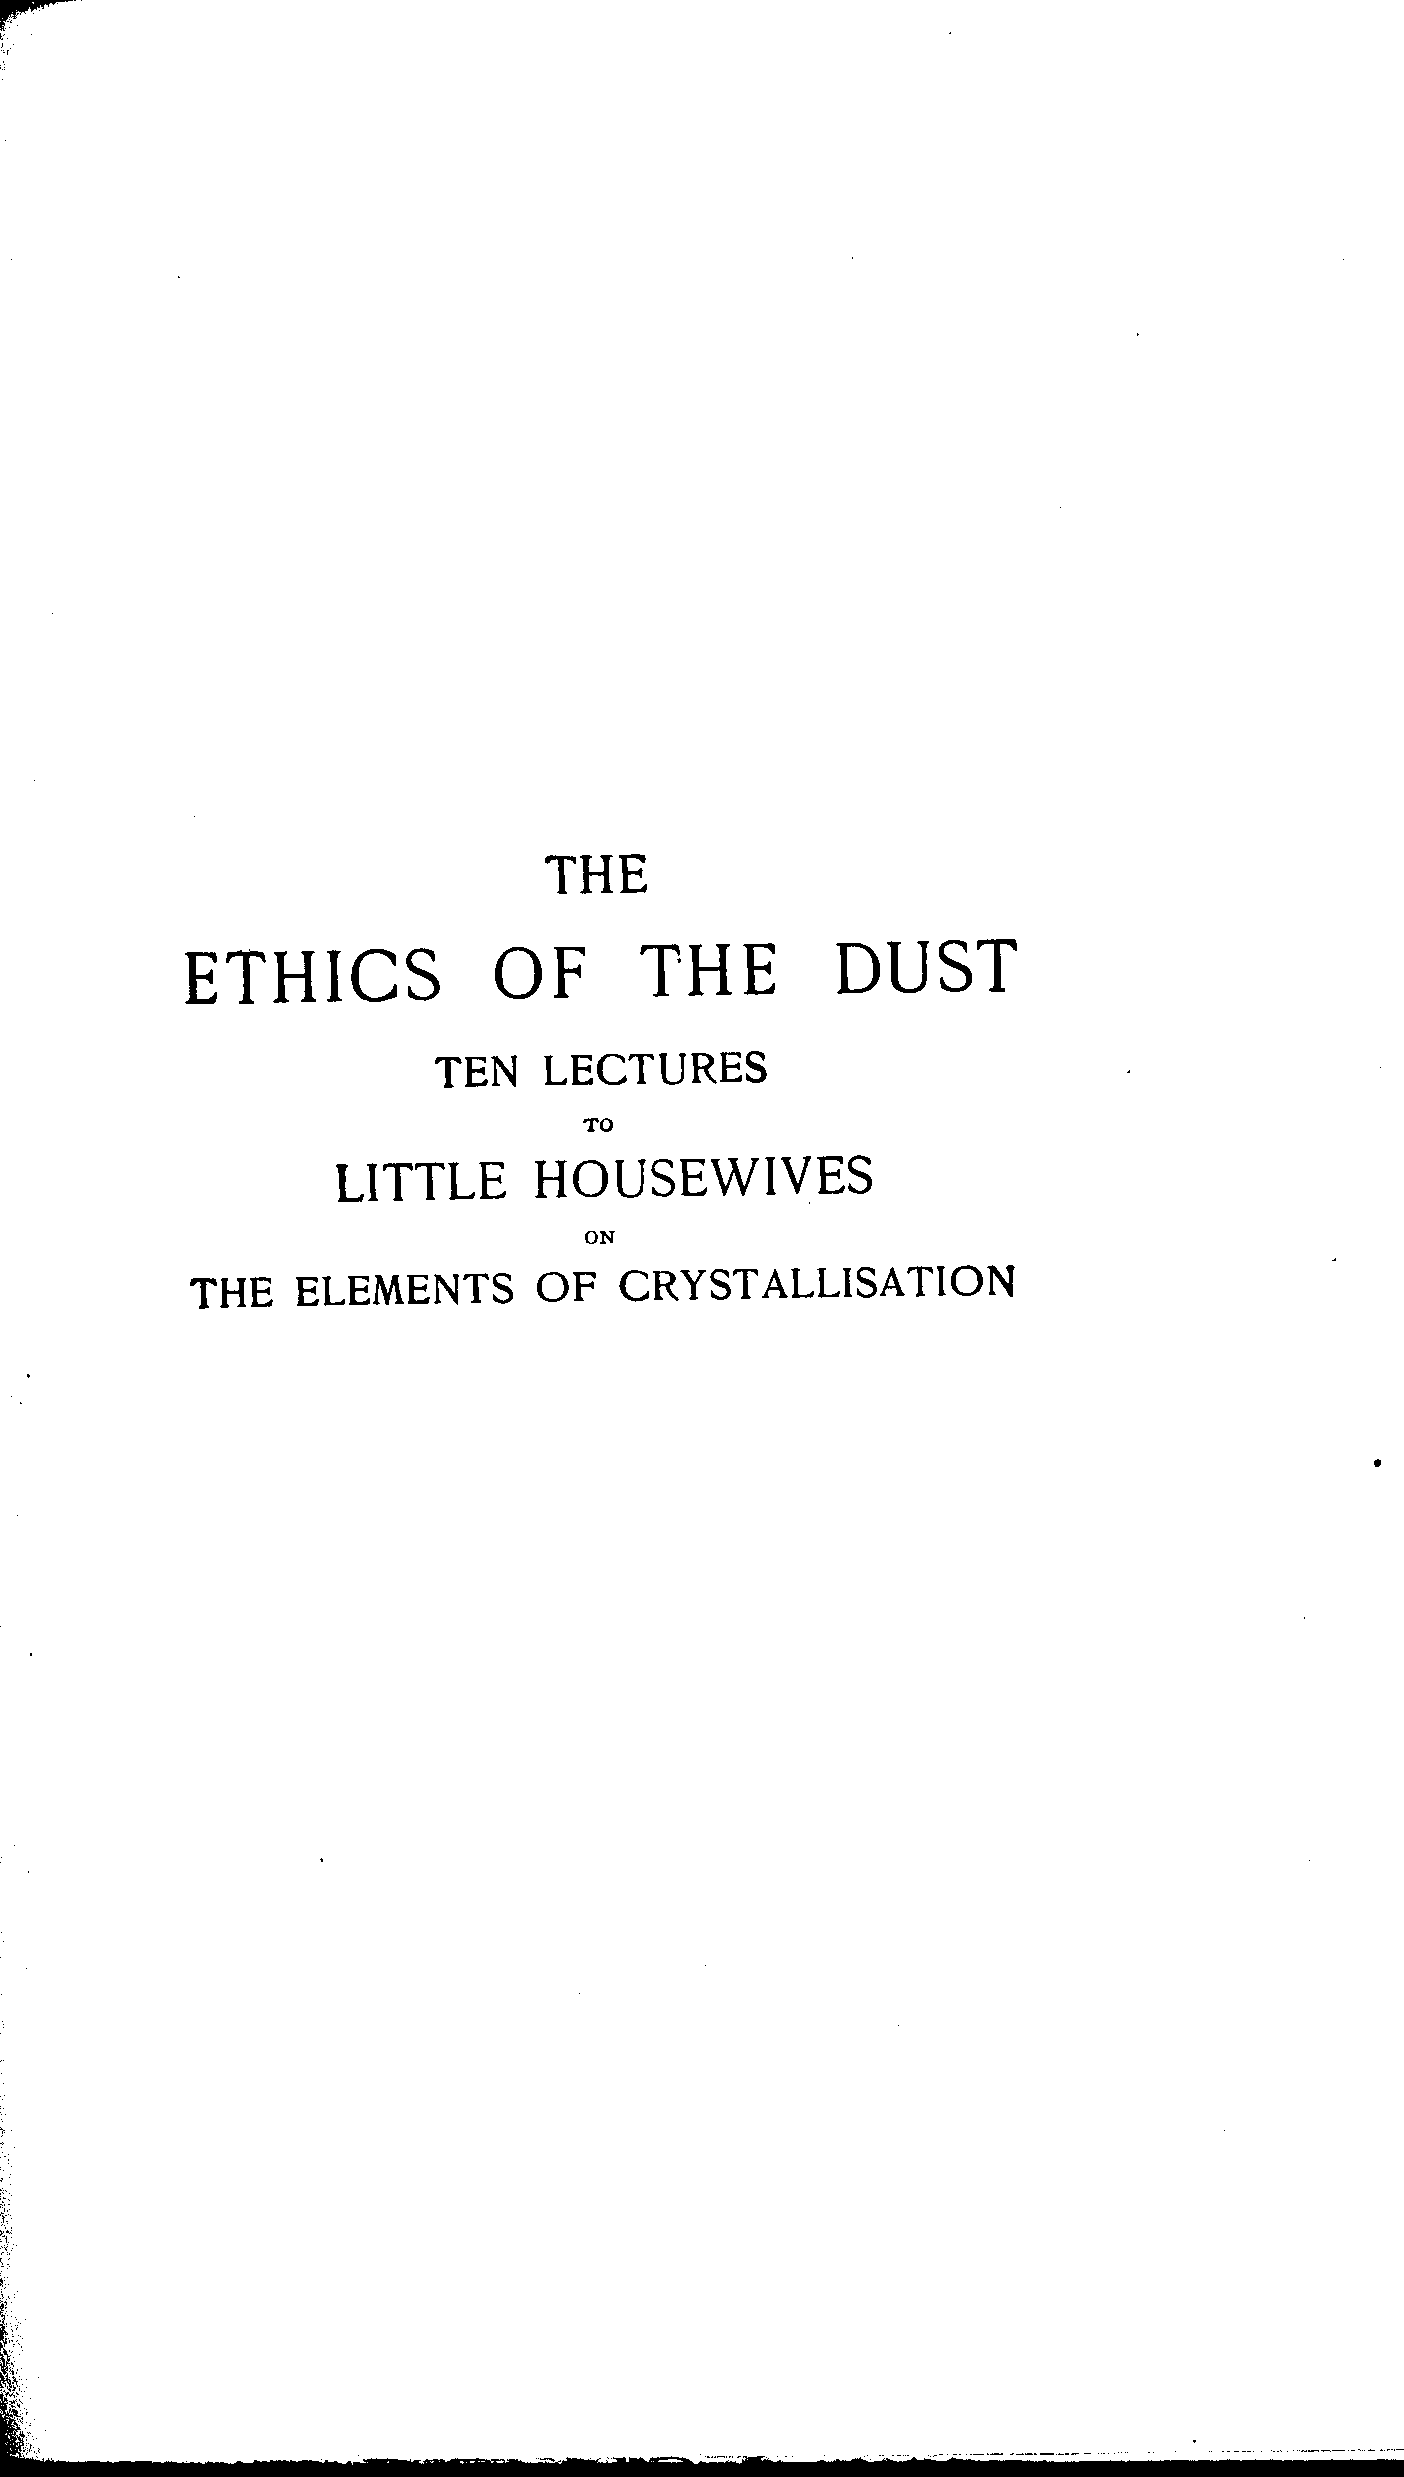 THE
ETHICS OF THE DUST
TEN LECTURES
TO
LITTLE HOUSEWIVES
ON
THE ELEMENTS OF CRYSTALLISATION